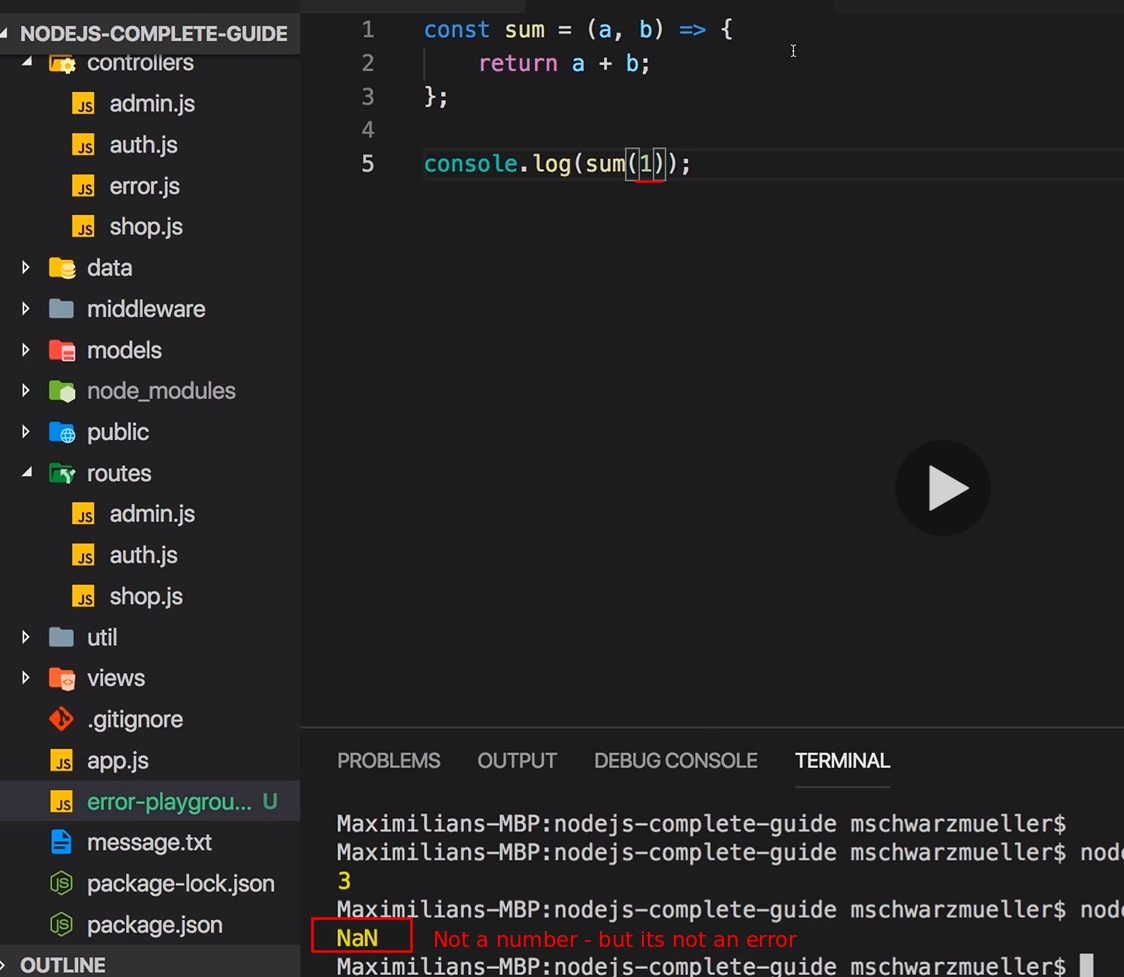 NODEJS-COMPLETE-GUIDE
controllers
JS admin.js
JS auth.js
JS error.js
JS shop.js
data
middleware
models
node_modules
public
routes
JS admin.js
JS auth.js
JS shop.js
util
views
.gitignore
JS app.js
JS error-playgrou... U
message.txt
package-lock.json
package.json
OUTLINE
1 const sum = (a, b) => {
2 return a + b;
3 };
4
5 console.log(sum(1));
PROBLEMS OUTPUT DEBUG CONSOLE TERMINAL
Maximilians-MBP:nodejs-complete-guide mschwarzmueller$
Maximilians-MBP:nodejs-complete-guide mschwarzmueller$
3
Maximilians-MBP:nodejs-complete-guide mschwarzmueller$
NaN Not a number - but its not an error
Maximilians-MBP:nodejs-complete-guide mschwarzmueller$